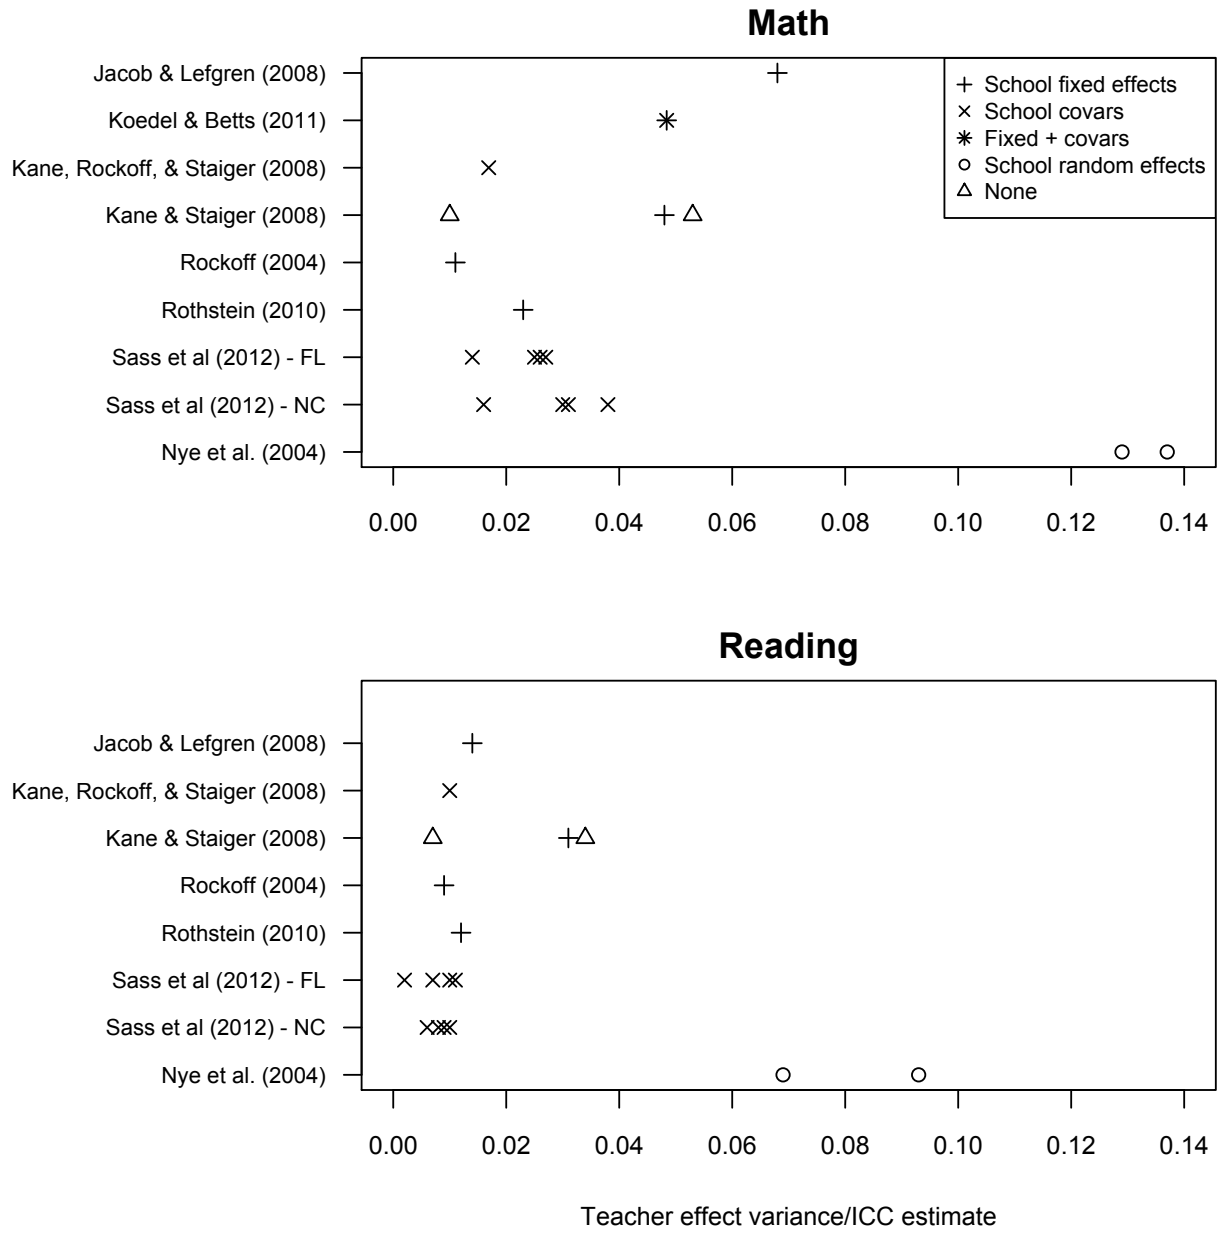 Math
Jacob & Lefgren (2008)
Koedel & Betts (2011)
Kane, Rockoff, & Staiger (2008)
Kane & Staiger (2008)
Rockoff (2004)
Rothstein (2010)
Sass et al (2012) - FL
Sass et al (2012) - NC
Nye et al. (2004)
School fixed effects
School covars
Fixed + covars
School random effects
None
0.00 0.02 0.04 0.06 0.08 0.10 0.12 0.14
Reading
Jacob & Lefgren (2008)
Kane, Rockoff, & Staiger (2008)
Kane & Staiger (2008)
Rockoff (2004)
Rothstein (2010)
Sass et al (2012) - FL
Sass et al (2012) - NC
Nye et al. (2004)
0.00 0.02 0.04 0.06 0.08 0.10 0.12 0.14
Teacher effect variance/ICC estimate